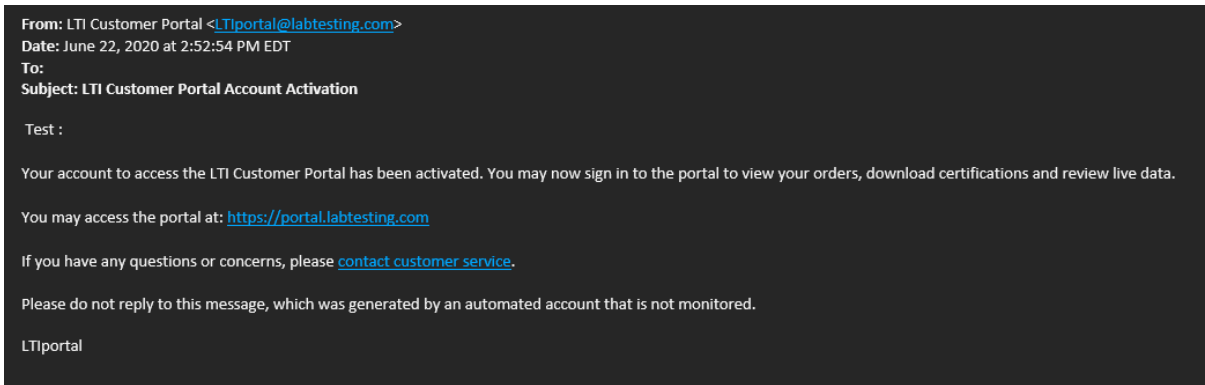 From: LTI Customer Portal <LTIportal@labtesting.com>
Date: June 22, 2020 at 2:52:54 PM EDT
To:
Subject: LTI Customer Portal Account Activation
Test :
Your account to access the LTI Customer Portal has been activated. You may now sign in to the portal to view your orders, download certifications and review live data.
You may access the portal at: https://portal.labtesting.com
If you have any questions or concerns, please contact customer service.
Please do not reply to this message, which was generated by an automated account that is not monitored.
LTIportal